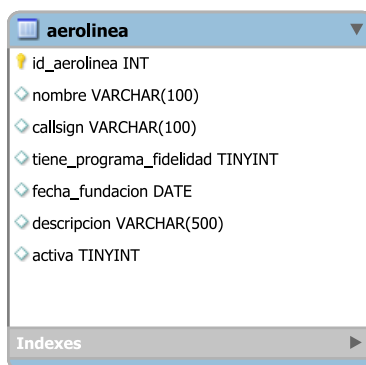 aerolinea
id_aerolinea INT
nombre VARCHAR(100)
callsign VARCHAR(100)
tiene_programa_fidelidad TINYINT
fecha_fundacion DATE
descripcion VARCHAR(500)
activa TINYINT
Indexes